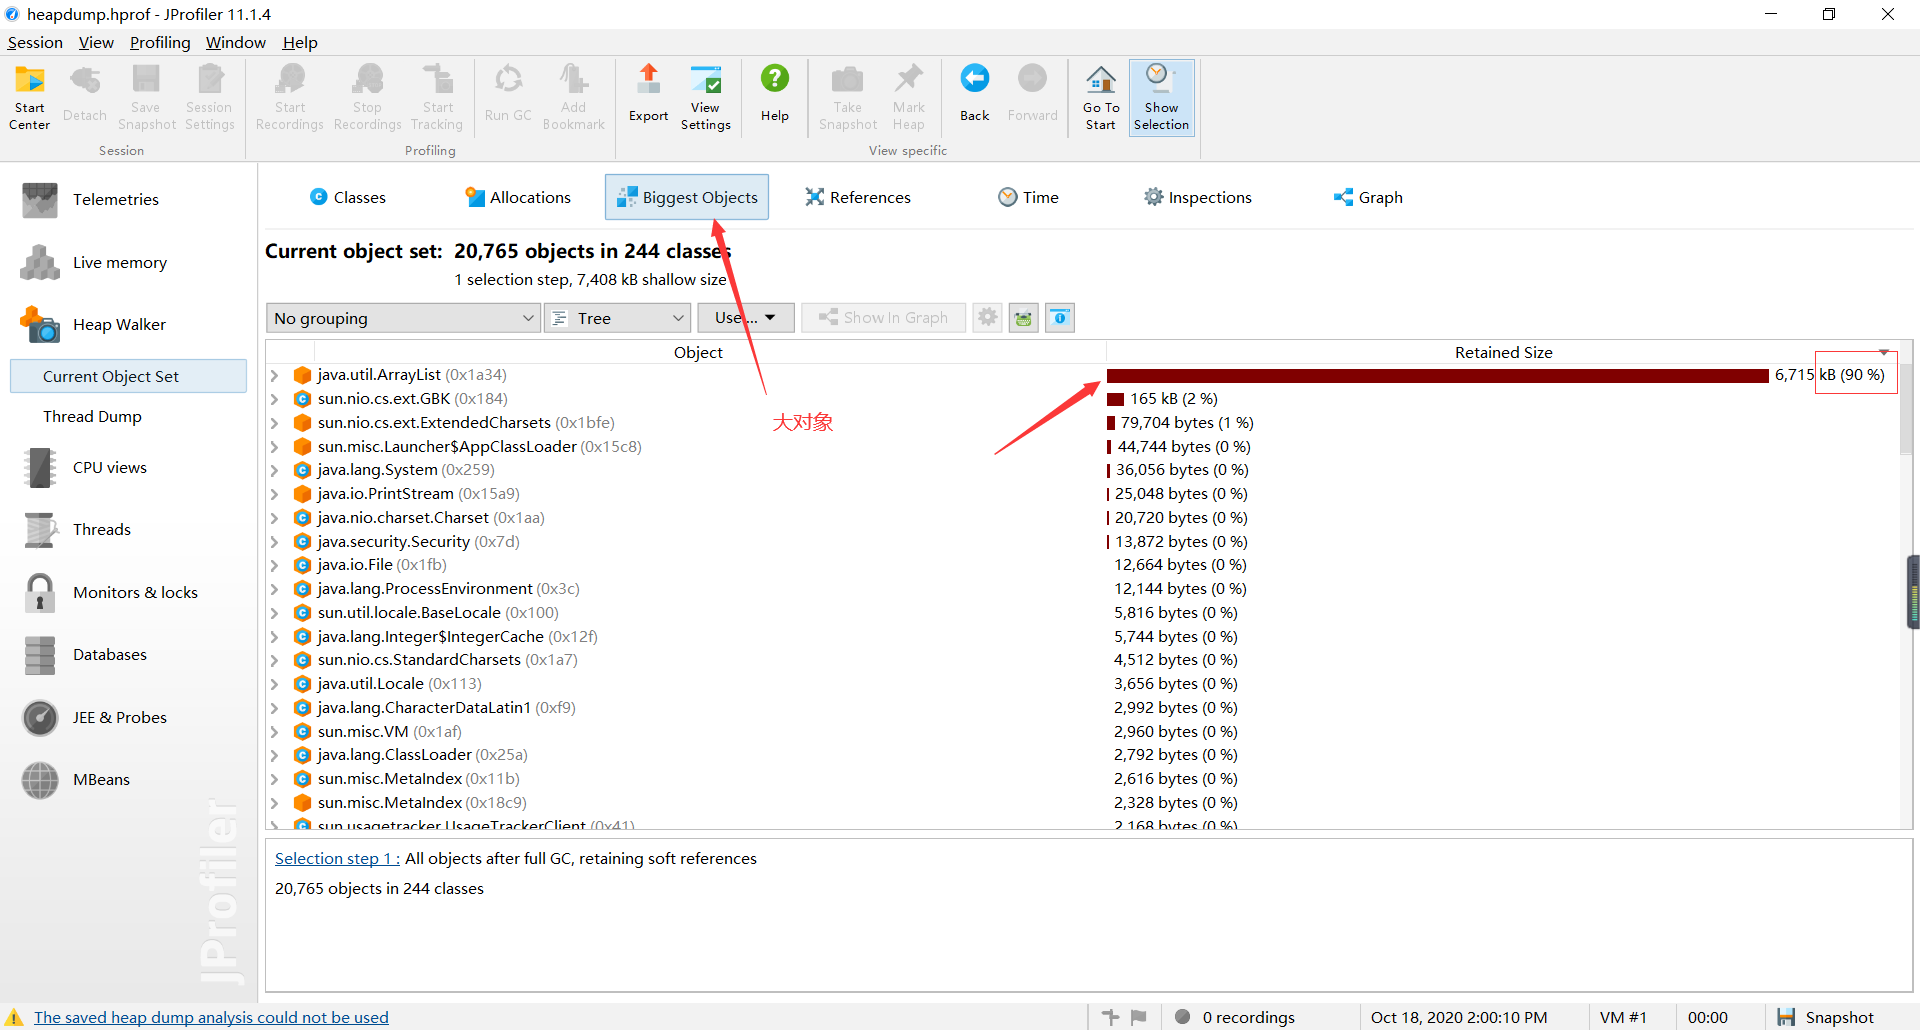 heapdump.hprof - JProfiler 11.1.4
Session View Profiling Window Help
Start Center
Detach
Save Snapshot
Session Settings
Start Recordings
Stop Recordings
Start Tracking
Run GC
Add Bookmark
Export
View Settings
Help
Take Snapshot
Mark Heap
Back
Forward
Go To Start
Show Selection
Session
Profiling
View specific
Telemetries
Live memory
Heap Walker
Current Object Set
Thread Dump
CPU views
Threads
Monitors & locks
Databases
JEE & Probes
MBeans
JProfiler
Classes
Allocations
Biggest Objects
References
Time
Inspections
Graph
Current object set: 20,765 objects in 244 classes
1 selection step, 7,408 kB shallow size
No grouping
Tree
Use ...
Show In Graph
Object Retained Size
java.util.ArrayList (0x1a34) 6,715 kB (90 %)
sun.nio.cs.ext.GBK (0x184) 165 kB (2 %)
sun.nio.cs.ext.ExtendedCharsets (0x1bfe) 79,704 bytes (1 %)
大对象
sun.misc.Launcher$AppClassLoader (0x15c8) 44,744 bytes (0 %)
java.lang.System (0x259) 36,056 bytes (0 %)
java.io.PrintStream (0x15a9) 25,048 bytes (0 %)
java.nio.charset.Charset (0x1aa) 20,720 bytes (0 %)
java.security.Security (0x7d) 13,872 bytes (0 %)
java.io.File (0x1fb) 12,664 bytes (0 %)
java.lang.ProcessEnvironment (0x3c) 12,144 bytes (0 %)
sun.util.locale.BaseLocale (0x100) 5,816 bytes (0 %)
java.lang.Integer$IntegerCache (0x12f) 5,744 bytes (0 %)
sun.nio.cs.StandardCharsets (0x1a7) 4,512 bytes (0 %)
java.util.Locale (0x113) 3,656 bytes (0 %)
java.lang.CharacterDataLatin1 (0xf9) 2,992 bytes (0 %)
sun.misc.VM (0x1af) 2,960 bytes (0 %)
java.lang.ClassLoader (0x25a) 2,792 bytes (0 %)
sun.misc.MetaIndex (0x11b) 2,616 bytes (0 %)
sun.misc.MetaIndex (0x18c9) 2,328 bytes (0 %)
sun.usagetracker.UsageTrackerClient (0x41) 2,168 bytes (0 %)
Selection step 1 : All objects after full GC, retaining soft references
20,765 objects in 244 classes
The saved heap dump analysis could not be used
0 recordings
Oct 18, 2020 2:00:10 PM
VM #1
00:00
Snapshot